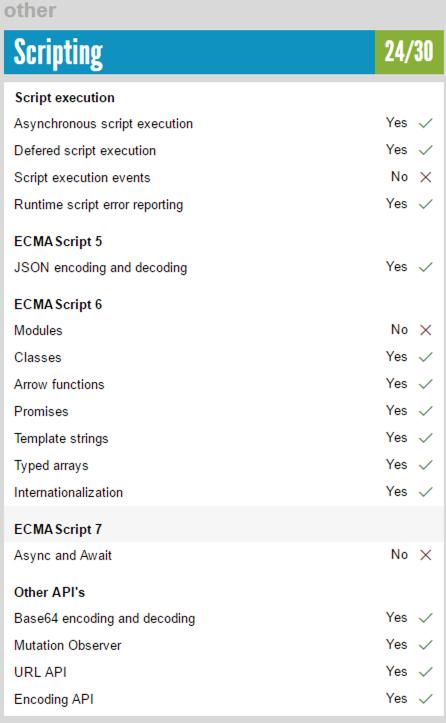 other
Scripting 24/30
Script execution
Asynchronous script execution Yes ✓
Defered script execution Yes ✓
Script execution events No ✕
Runtime script error reporting Yes ✓
ECMAScript 5
JSON encoding and decoding Yes ✓
ECMAScript 6
Modules No ✕
Classes Yes ✓
Arrow functions Yes ✓
Promises Yes ✓
Template strings Yes ✓
Typed arrays Yes ✓
Internationalization Yes ✓
ECMAScript 7
Async and Await No ✕
Other API's
Base64 encoding and decoding Yes ✓
Mutation Observer Yes ✓
URL API Yes ✓
Encoding API Yes ✓